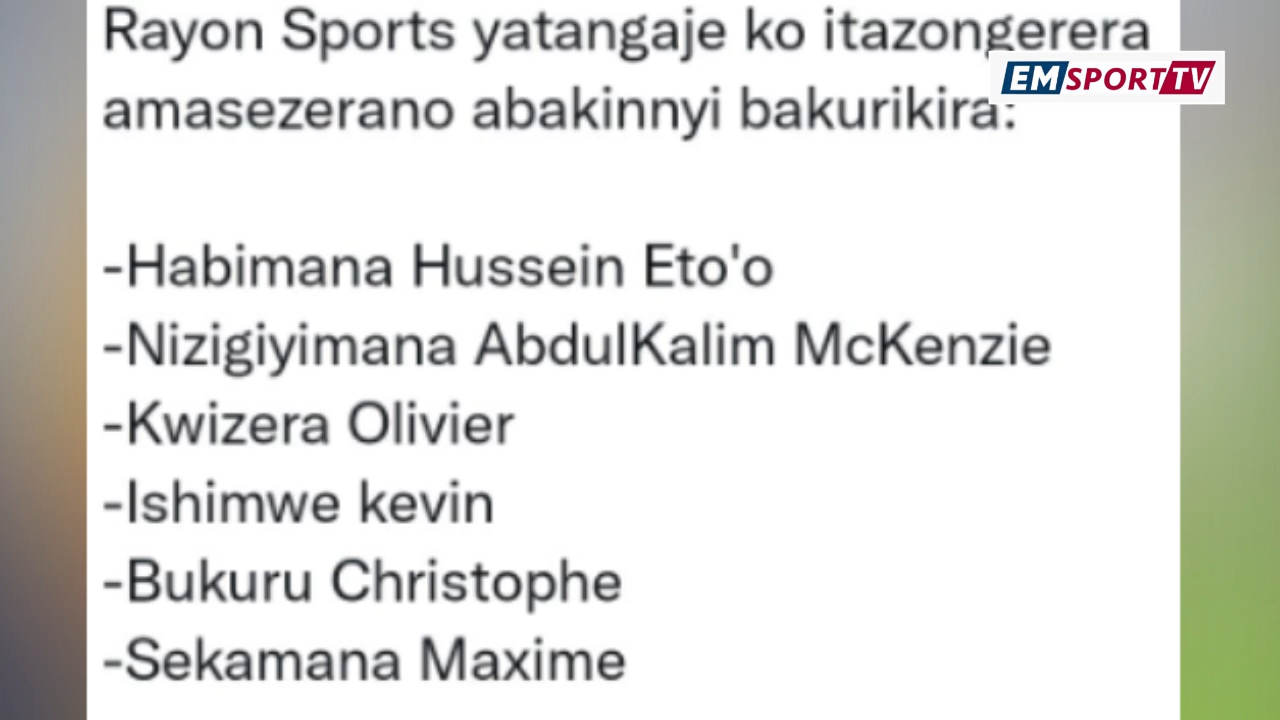 Rayon Sports yatangaje ko itazongerera
EMSPORTTV
amasezerano abakinnyi bakurikira:
-Habimana Hussein Eto'o
-Nizigiyimana AbdulKalim McKenzie
-Kwizera Olivier
-Ishimwe kevin
-Bukuru Christophe
-Sekamana Maxime